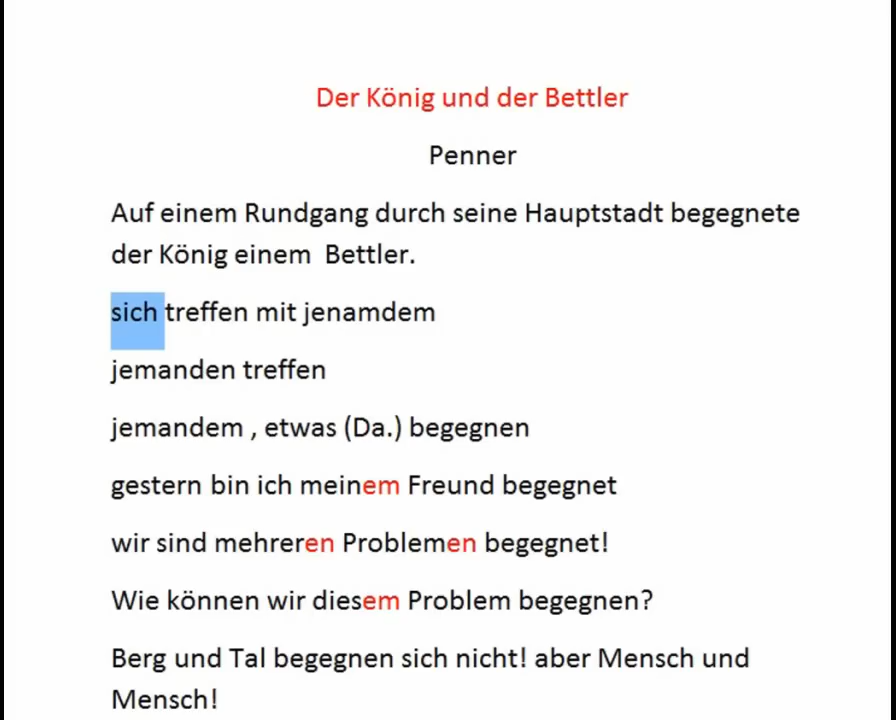 Der König und der Bettler
Penner
Auf einem Rundgang durch seine Hauptstadt begegnete
der König einem  Bettler.
sich treffen mit jenamdem
jemanden treffen
jemandem , etwas (Da.) begegnen
gestern bin ich meinem Freund begegnet
wir sind mehreren Problemen begegnet!
Wie können wir diesem Problem begegnen?
Berg und Tal begegnen sich nicht! aber Mensch und
Mensch!